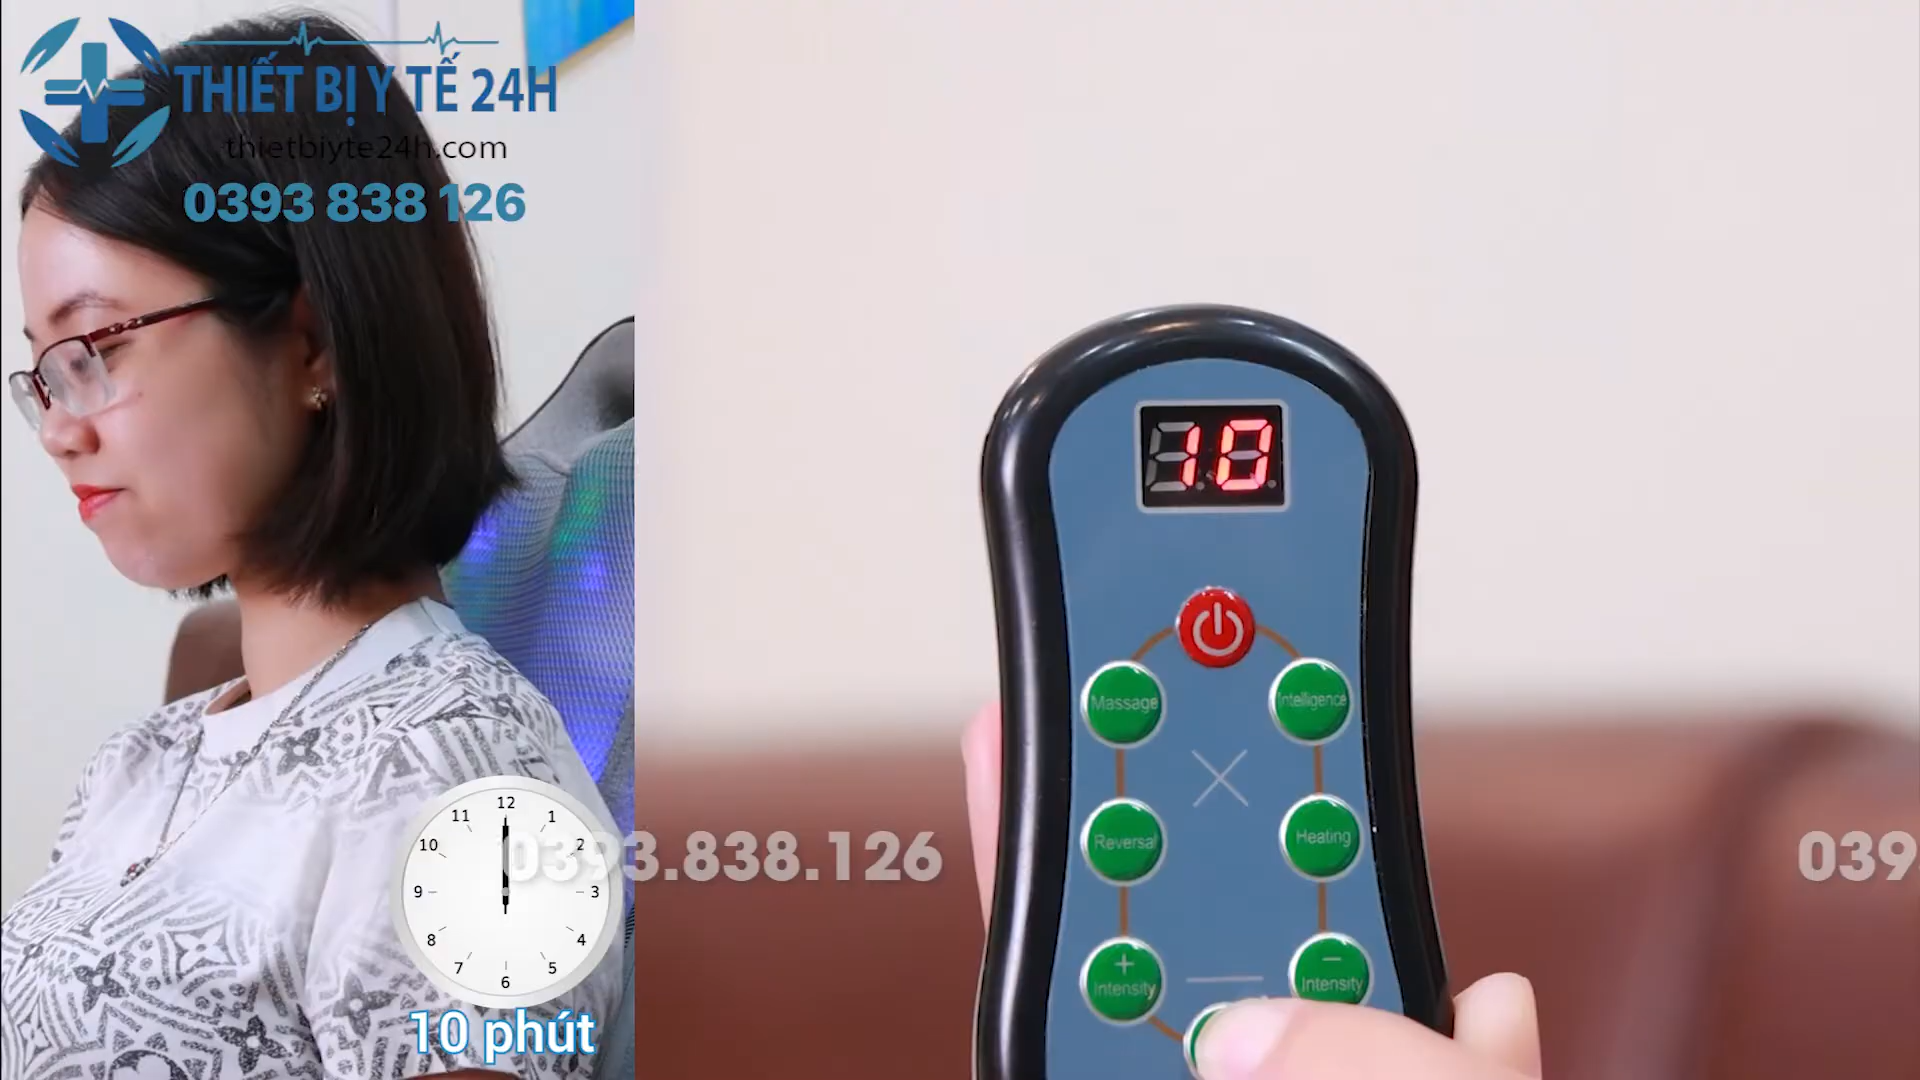 THIẾT BỊ Y TẾ 24H
thietbiyte24h.com
0393 838 126
10
Massage
Intelligence
Reversal
Heating
+
Intensity
−
Intensity
12
1
2
3
4
5
6
7
8
9
10
11
0393.838.126
039
10 phút